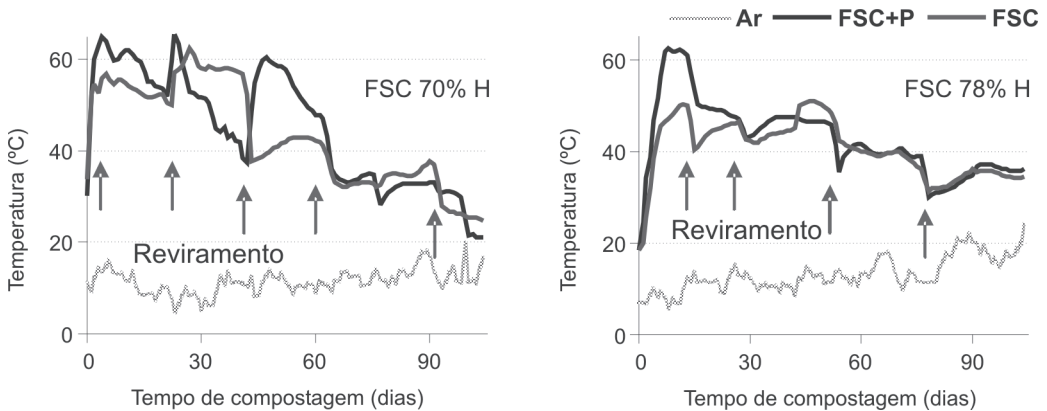 Ar FSC+P FSC
FSC 70% H
Temperatura (ºC)
60
40
20
0
Reviramento
0 30 60 90
Tempo de compostagem (dias)
FSC 78% H
Temperatura (ºC)
60
40
20
0
Reviramento
0 30 60 90
Tempo de compostagem (dias)